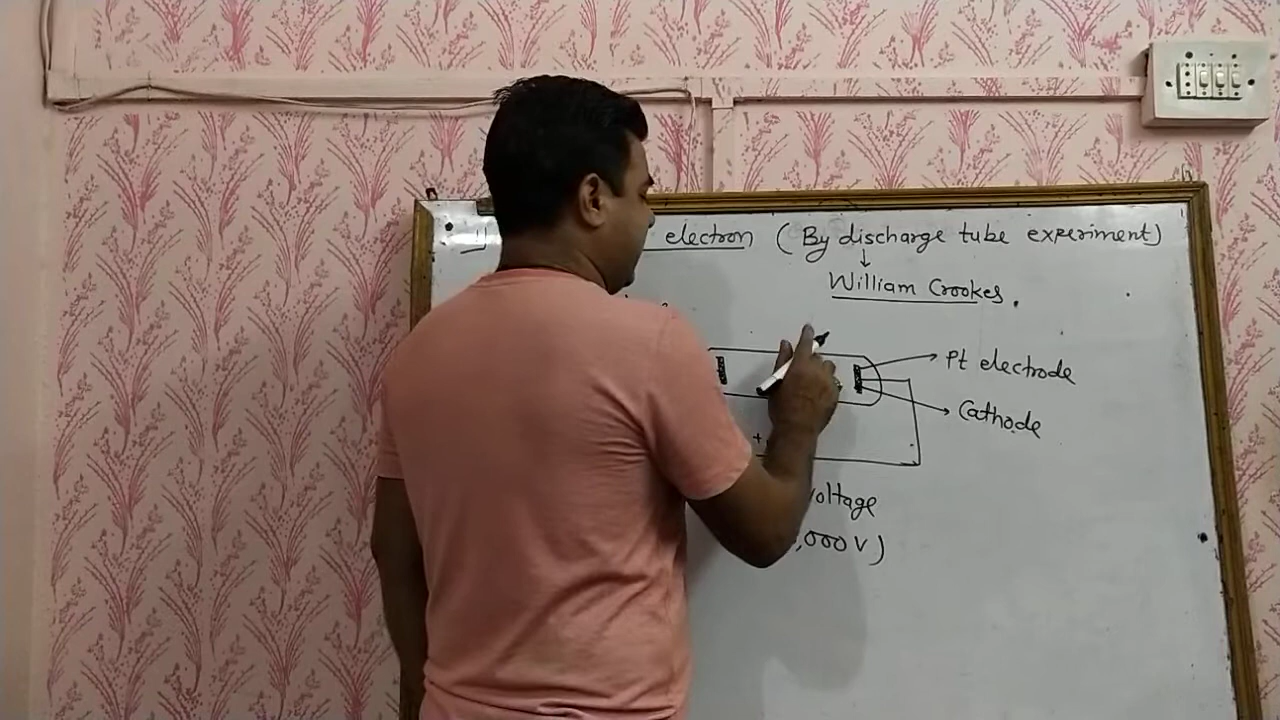 electron ( By discharge tube experiment )
↓
William Crookes .
Pt electrode
Cathode
+
voltage
,000 V )